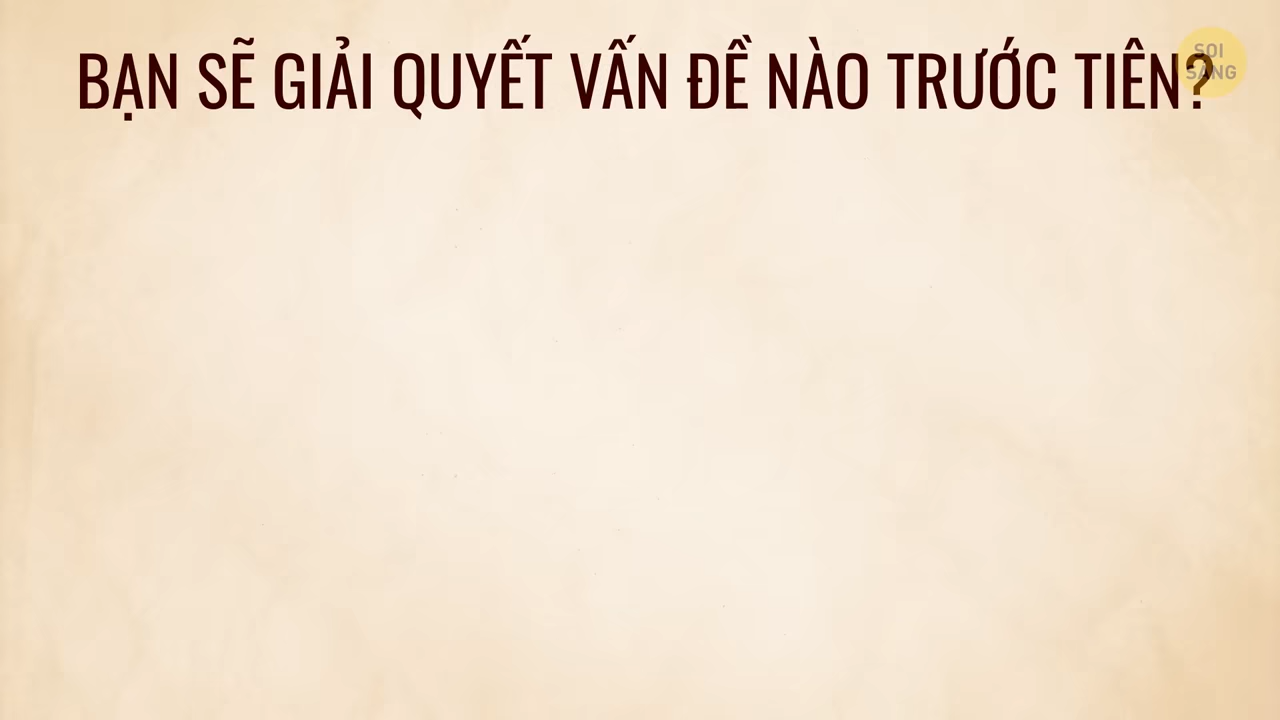 BẠN SẼ GIẢI QUYẾT VẤN ĐỀ NÀO TRƯỚC TIÊN?
SOI
SÁNG